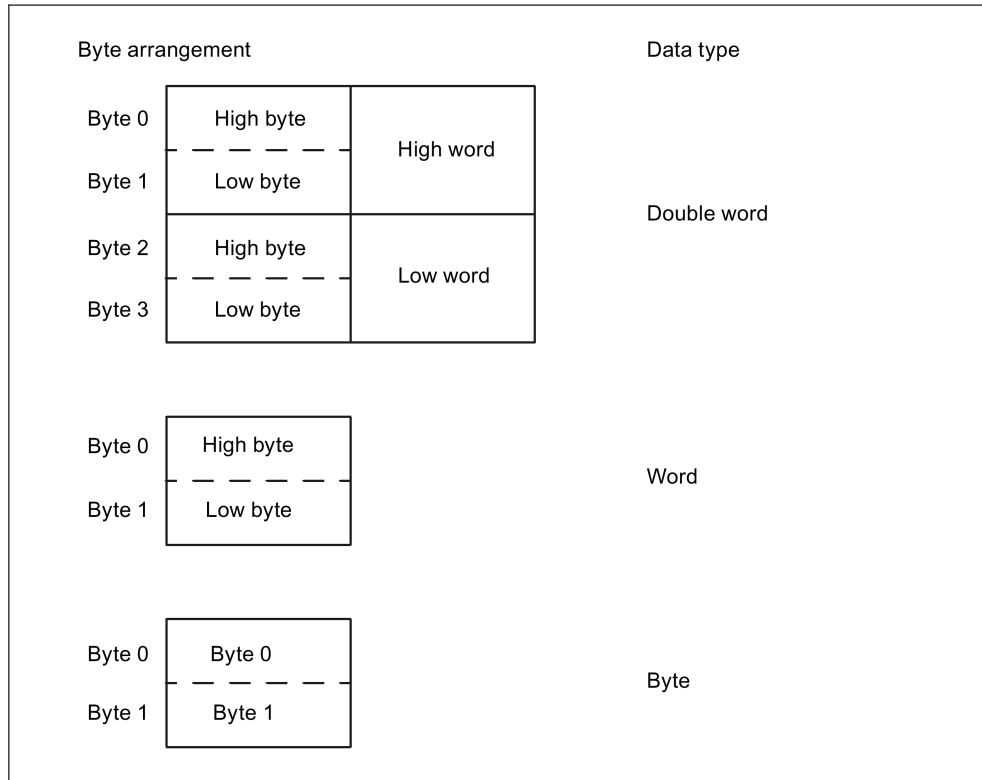 Byte arrangement Data type
Byte 0 High byte
High word
Byte 1 Low byte
Double word
Byte 2 High byte
Low word
Byte 3 Low byte
Byte 0 High byte
Word
Byte 1 Low byte
Byte 0 Byte 0
Byte
Byte 1 Byte 1